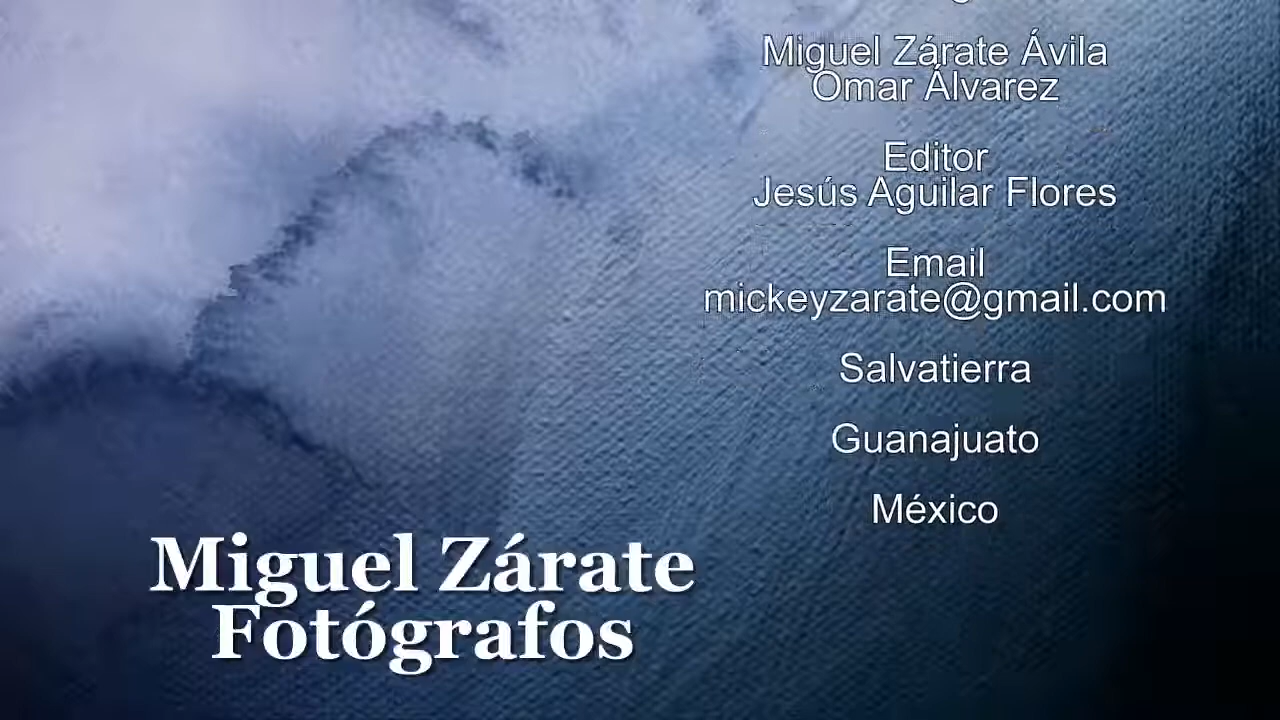 Miguel Zárate Ávila
Omar Álvarez
Editor
Jesús Aguilar Flores
Email
mickeyzarate@gmail.com
Salvatierra
Guanajuato
México
Miguel Zárate
Fotógrafos